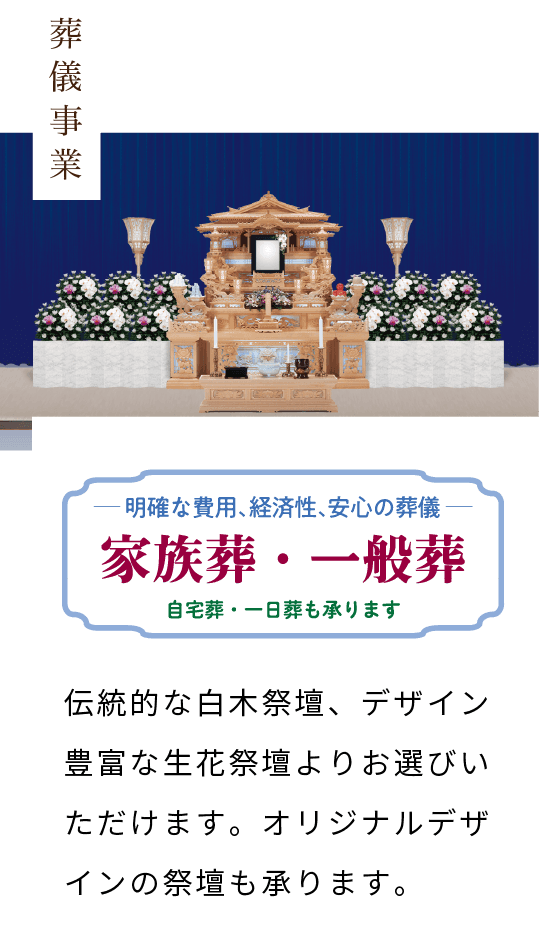 葬儀事業
明確な費用､経済性､安心の葬儀
家族葬・一般葬
自宅葬・一日葬も承ります
伝統的な白木祭壇、デザイン
豊富な生花祭壇よりお選びい
ただけます。オリジナルデザ
インの祭壇も承ります。